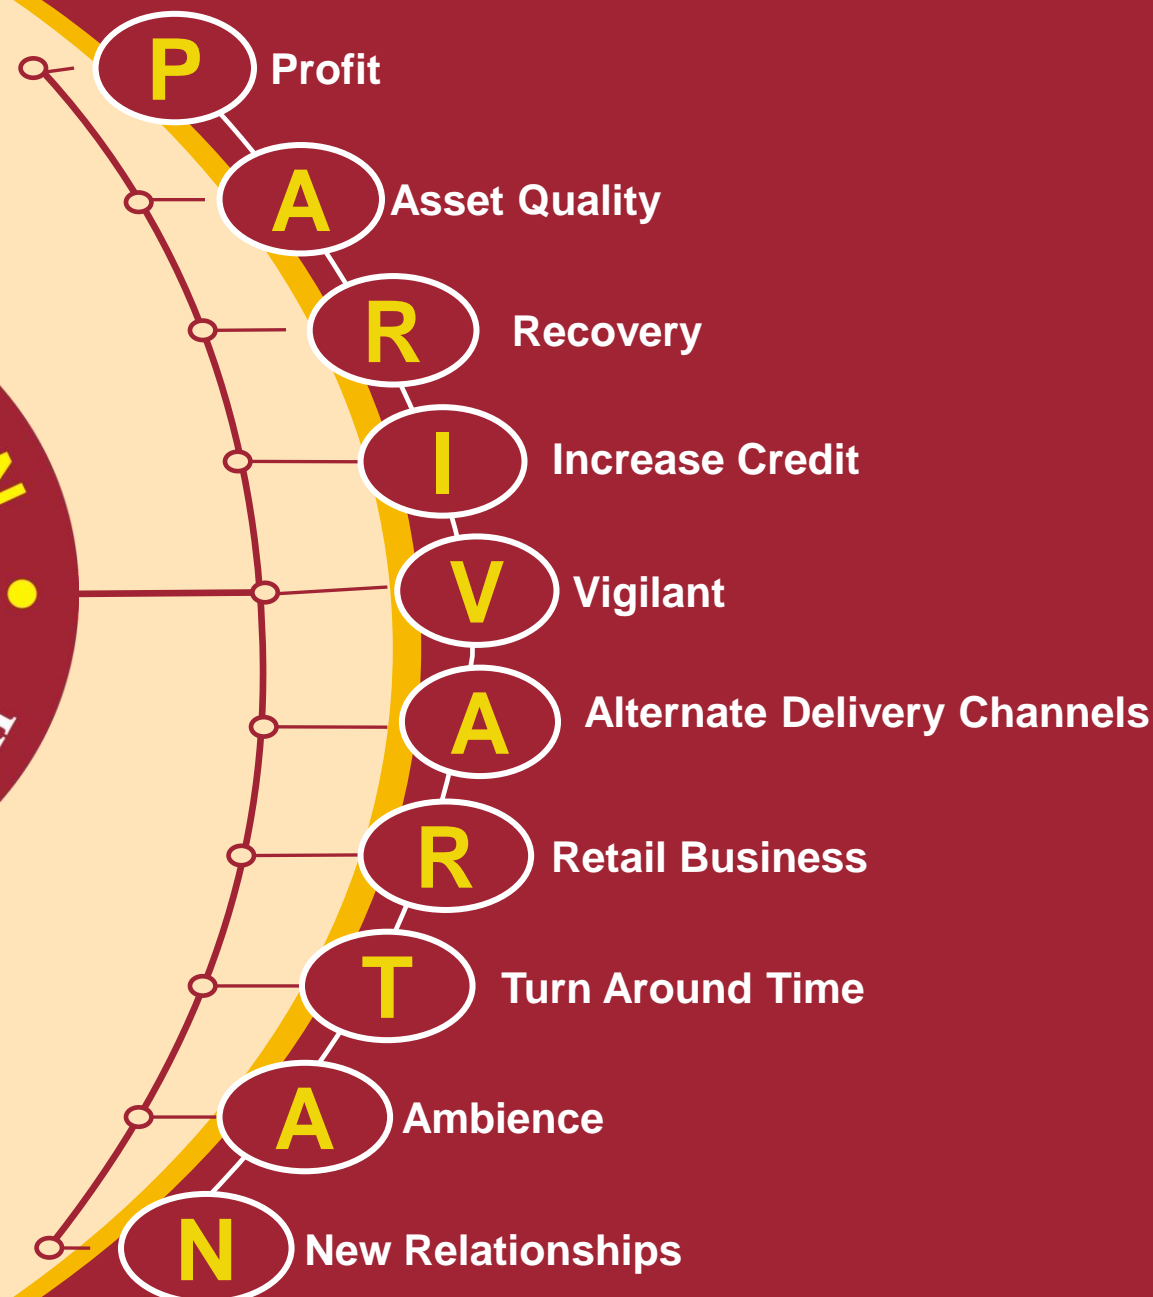 P Profit
A Asset Quality
R Recovery
I Increase Credit
V Vigilant
A Alternate Delivery Channels
R Retail Business
T Turn Around Time
A Ambience
N New Relationships